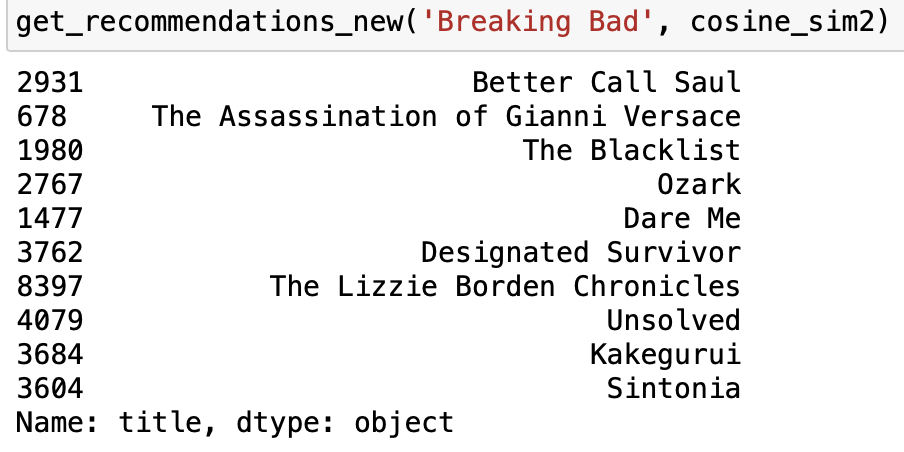 get_recommendations_new('Breaking Bad', cosine_sim2)
2931 Better Call Saul
678 The Assassination of Gianni Versace
1980 The Blacklist
2767 Ozark
1477 Dare Me
3762 Designated Survivor
8397 The Lizzie Borden Chronicles
4079 Unsolved
3684 Kakegurui
3604 Sintonia
Name: title, dtype: object